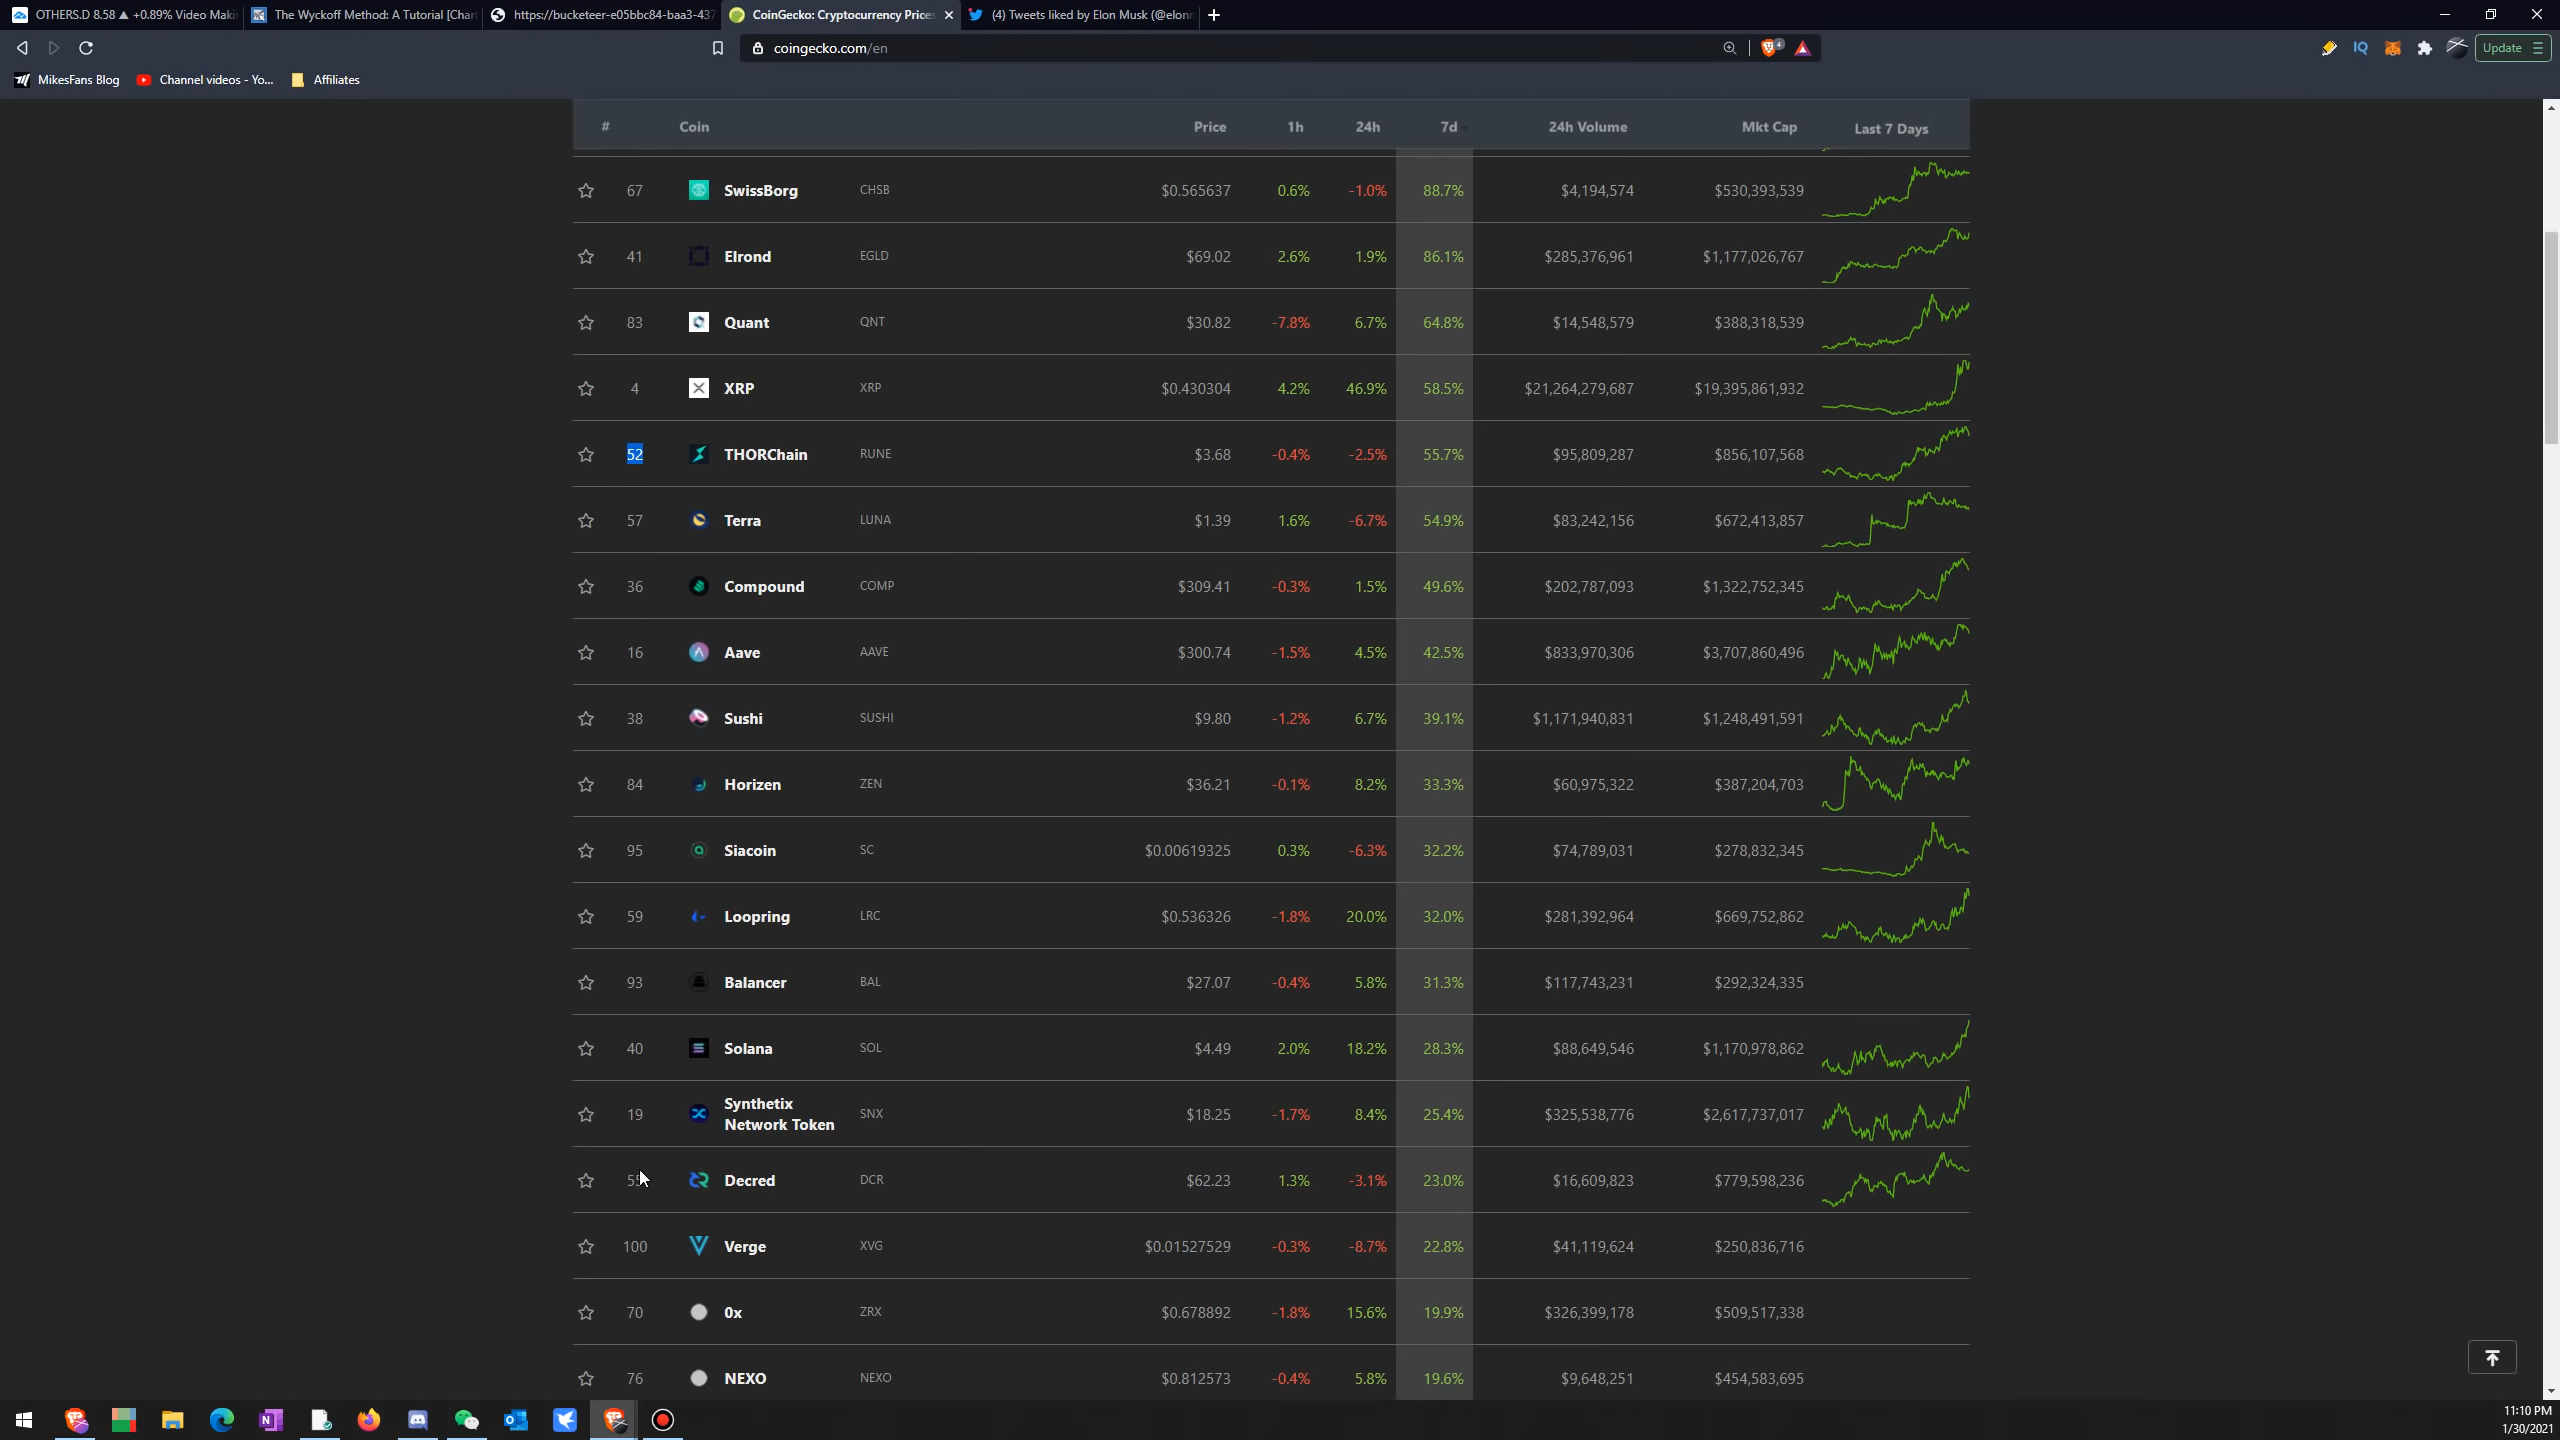 OTHERS.D 8.58 ▲ +0.89% Video Maki
The Wyckoff Method: A Tutorial [Char
https://bucketeer-e05bbc84-baa3-437
CoinGecko: Cryptocurrency Prices
(4) Tweets liked by Elon Musk (@elonm
coingecko.com/en
4
IQ
Update
MikesFans Blog
Channel videos - Yo...
Affiliates
# Coin Price 1h 24h 7d 24h Volume Mkt Cap Last 7 Days
67 SwissBorg CHSB $0.565637 0.6% -1.0% 88.7% $4,194,574 $530,393,539
41 Elrond EGLD $69.02 2.6% 1.9% 86.1% $285,376,961 $1,177,026,767
83 Quant QNT $30.82 -7.8% 6.7% 64.8% $14,548,579 $388,318,539
4 XRP XRP $0.430304 4.2% 46.9% 58.5% $21,264,279,687 $19,395,861,932
52 THORChain RUNE $3.68 -0.4% -2.5% 55.7% $95,809,287 $856,107,568
57 Terra LUNA $1.39 1.6% -6.7% 54.9% $83,242,156 $672,413,857
36 Compound COMP $309.41 -0.3% 1.5% 49.6% $202,787,093 $1,322,752,345
16 Aave AAVE $300.74 -1.5% 4.5% 42.5% $833,970,306 $3,707,860,496
38 Sushi SUSHI $9.80 -1.2% 6.7% 39.1% $1,171,940,831 $1,248,491,591
84 Horizen ZEN $36.21 -0.1% 8.2% 33.3% $60,975,322 $387,204,703
95 Siacoin SC $0.00619325 0.3% -6.3% 32.2% $74,789,031 $278,832,345
59 Loopring LRC $0.536326 -1.8% 20.0% 32.0% $281,392,964 $669,752,862
93 Balancer BAL $27.07 -0.4% 5.8% 31.3% $117,743,231 $292,324,335
40 Solana SOL $4.49 2.0% 18.2% 28.3% $88,649,546 $1,170,978,862
19 Synthetix
Network Token SNX $18.25 -1.7% 8.4% 25.4% $325,538,776 $2,617,737,017
Decred DCR $62.23 1.3% -3.1% 23.0% $16,609,823 $779,598,236
100 Verge XVG $0.01527529 -0.3% -8.7% 22.8% $41,119,624 $250,836,716
70 0x ZRX $0.678892 -1.8% 15.6% 19.9% $326,399,178 $509,517,338
76 NEXO NEXO $0.812573 -0.4% 5.8% 19.6% $9,648,251 $454,583,695
11:10 PM
1/30/2021